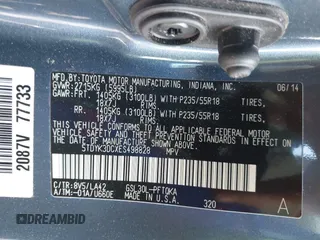 MFD.BY:TOYOTA MOTOR MANUFACTURING, INDIANA, INC.
GVWR:2715KG (5995LB) 06/14
GAWR:FRT. 1405KG (3100LB) WITH P235/55R18 TIRES,
18X7J RIMS
RR. 1405KG (3100LB) WITH P235/55R18 TIRES,
18X7J RIMS
THIS VEHICLE CONFORMS TO ALL APPLICABLE
FEDERAL MOTOR VEHICLE SAFETY, BUMPER, AND
THEFT PREVENTION STANDARDS IN EFFECT ON
THE DATE OF MANUFACTURE SHOWN ABOVE.
5TDYK3DCXES498828 MPV
C/TR:8V5/LA42 GSL30L-PFTQKA
A/TM:-01A/U660E
MADE IN U.S.A. 320 A
2087V 77733
DREAMBID